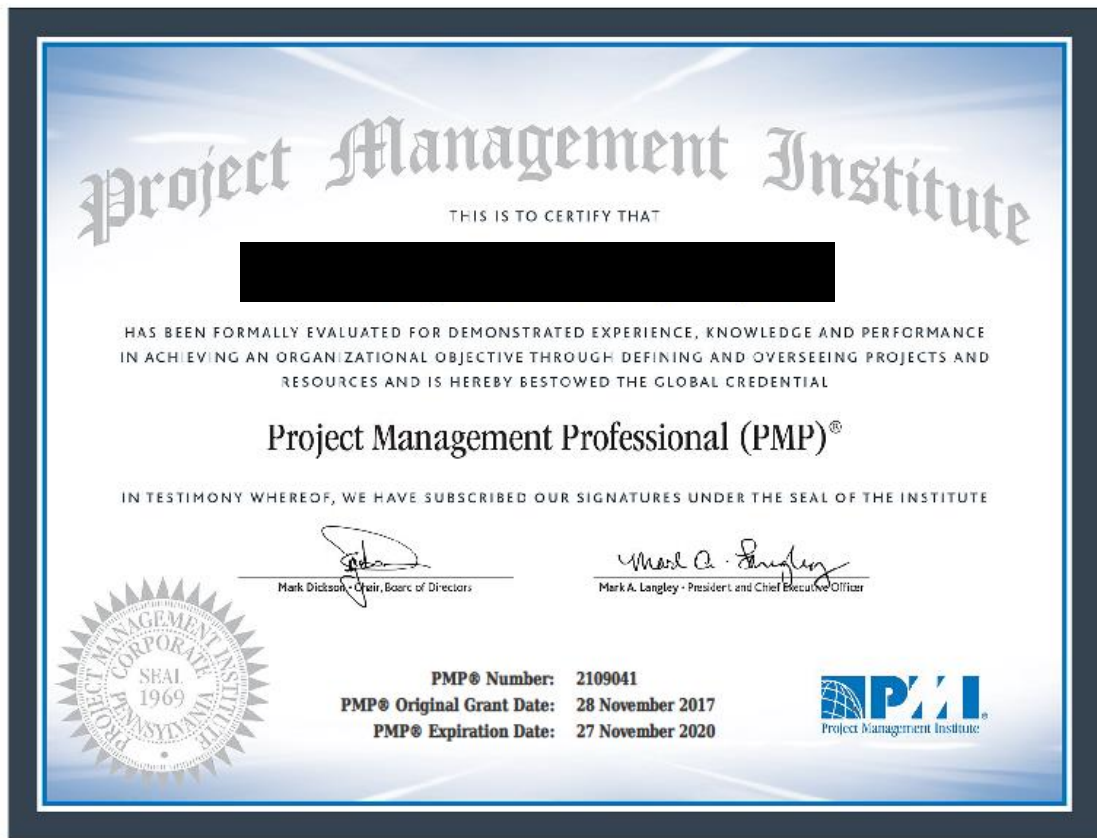 Project Management Institute
THIS IS TO CERTIFY THAT
HAS BEEN FORMALLY EVALUATED FOR DEMONSTRATED EXPERIENCE, KNOWLEDGE AND PERFORMANCE
IN ACHIEVING AN ORGANIZATIONAL OBJECTIVE THROUGH DEFINING AND OVERSEEING PROJECTS AND
RESOURCES AND IS HEREBY BESTOWED THE GLOBAL CREDENTIAL
Project Management Professional (PMP)®
IN TESTIMONY WHEREOF, WE HAVE SUBSCRIBED OUR SIGNATURES UNDER THE SEAL OF THE INSTITUTE
Mark A. Langley
Mark Dickson - Chair, Board of Directors
Mark A. Langley - President and Chief Executive Officer
PROJECT MANAGEMENT INSTITUTE
CORPORATE
SEAL
1969
PENNSYLVANIA
PMP® Number: 2109041
PMP® Original Grant Date: 28 November 2017
PMP® Expiration Date: 27 November 2020
PMI®
Project Management Institute